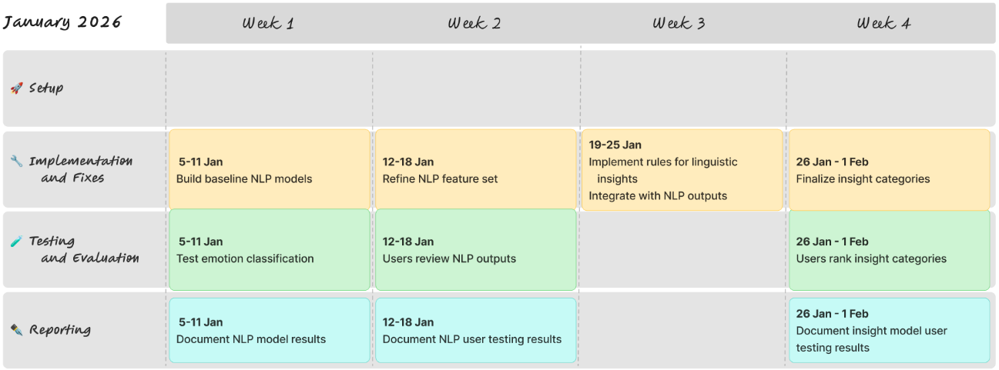 January 2026
Week 1
Week 2
Week 3
Week 4
🚀 Setup
🔧 Implementation
and Fixes
5-11 Jan
Build baseline NLP models
12-18 Jan
Refine NLP feature set
19-25 Jan
Implement rules for linguistic
insights
Integrate with NLP outputs
26 Jan - 1 Feb
Finalize insight categories
🧪 Testing
and Evaluation
5-11 Jan
Test emotion classification
12-18 Jan
Users review NLP outputs
26 Jan - 1 Feb
Users rank insight categories
✒️ Reporting
5-11 Jan
Document NLP model results
12-18 Jan
Document NLP user testing results
26 Jan - 1 Feb
Document insight model user
testing results